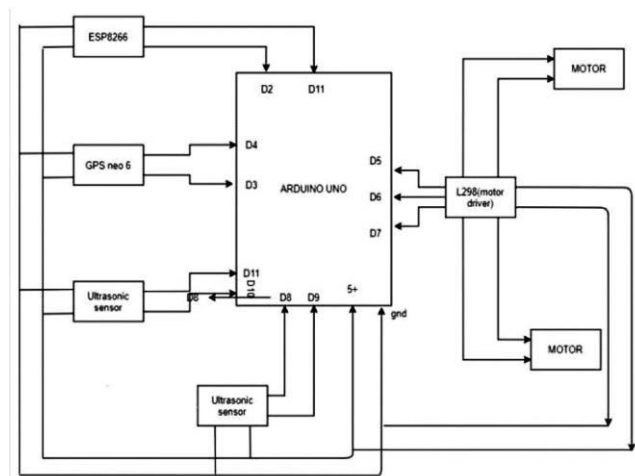 ESP8266
MOTOR
D2 D11
D4
GPS neo 6
D3
ARDUINO UNO
D5
D6
D7
L298(motor
driver)
D11
D10
Ultrasonic
sensor
D8
D8 D9
5+
gnd
MOTOR
Ultrasonic
sensor